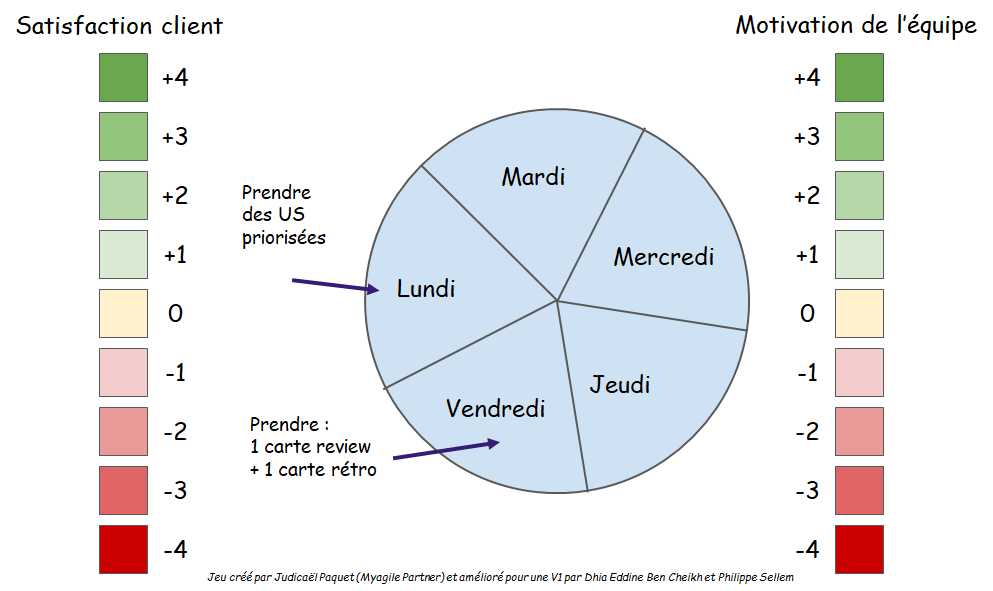 Satisfaction client
Motivation de l'équipe
+4
+3
+2
+1
0
-1
-2
-3
-4
Prendre
des US
priorisées
Lundi
Mardi
Mercredi
Jeudi
Vendredi
Prendre :
1 carte review
+ 1 carte rétro
+4
+3
+2
+1
0
-1
-2
-3
-4
Jeu créé par Judicaël Paquet (Myagile Partner) et amélioré pour une V1 par Dhia Eddine Ben Cheikh et Philippe Sellem